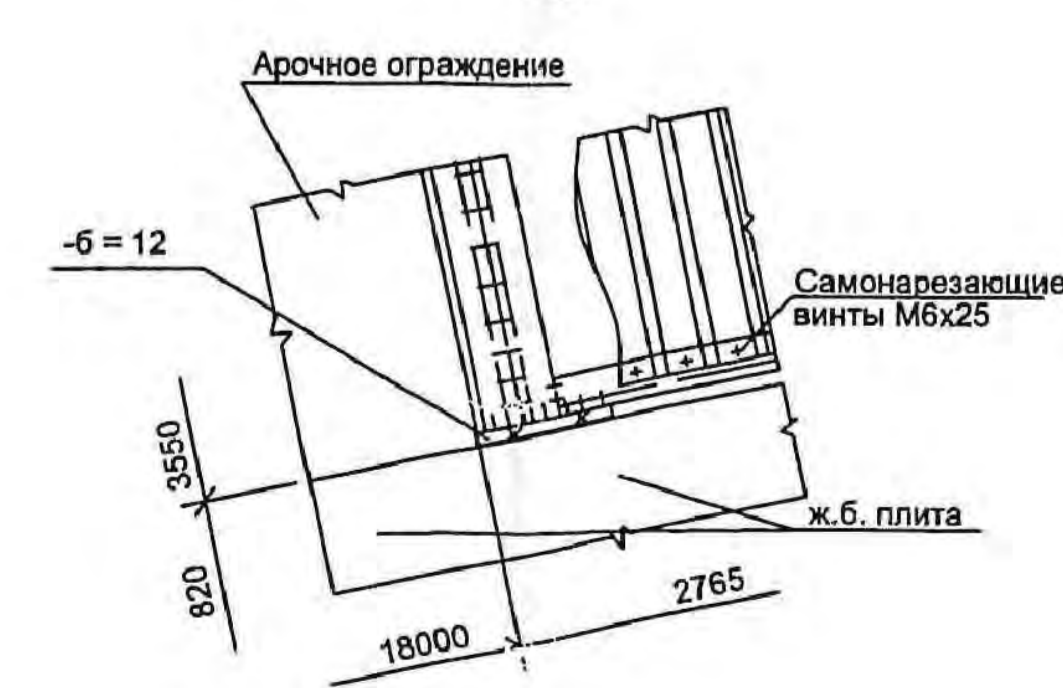 Арочное ограждение
-б = 12
Самонарезающие
винты М6х25
3550
820
ж.б. плита
2765
18000